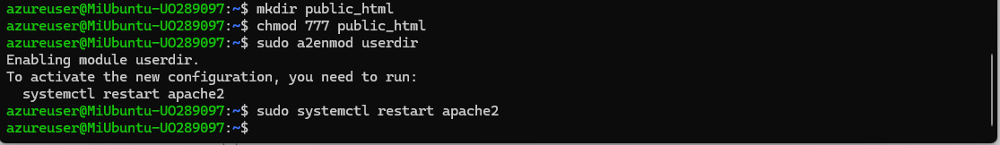 azureuser@MiUbuntu-UO289097:~$ mkdir public_html
azureuser@MiUbuntu-UO289097:~$ chmod 777 public_html
azureuser@MiUbuntu-UO289097:~$ sudo a2enmod userdir
Enabling module userdir.
To activate the new configuration, you need to run:
  systemctl restart apache2
azureuser@MiUbuntu-UO289097:~$ sudo systemctl restart apache2
azureuser@MiUbuntu-UO289097:~$